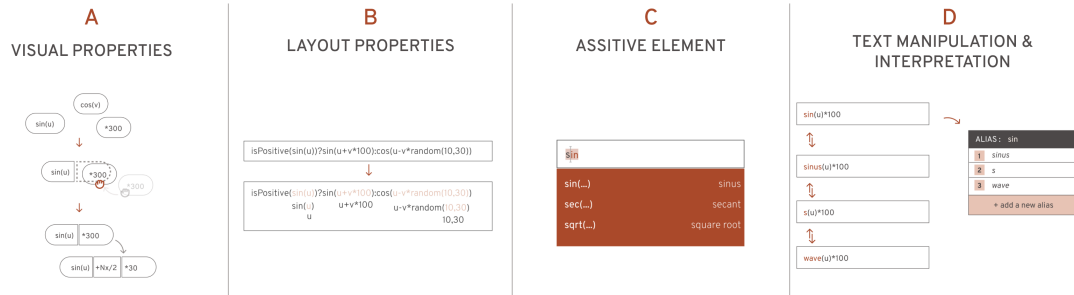 A
VISUAL PROPERTIES
cos(v)
sin(u)
*300
sin(u)
*300
*300
sin(u) *300
sin(u) +Nx/2 *30
B
LAYOUT PROPERTIES
isPositive(sin(u))?sin(u+v*100):cos(u-v*random(10,30))
isPositive(sin(u))?sin(u+v*100):cos(u-v*random(10,30))
sin(u) u+v*100 u-v*random(10,30)
u 10,30
C
ASSITIVE ELEMENT
sin
sin(...) sinus
sec(...) secant
sqrt(...) square root
D
TEXT MANIPULATION &
INTERPRETATION
sin(u)*100
sinus(u)*100
s(u)*100
wave(u)*100
ALIAS: sin
1 sinus
2 s
3 wave
+ add a new alias